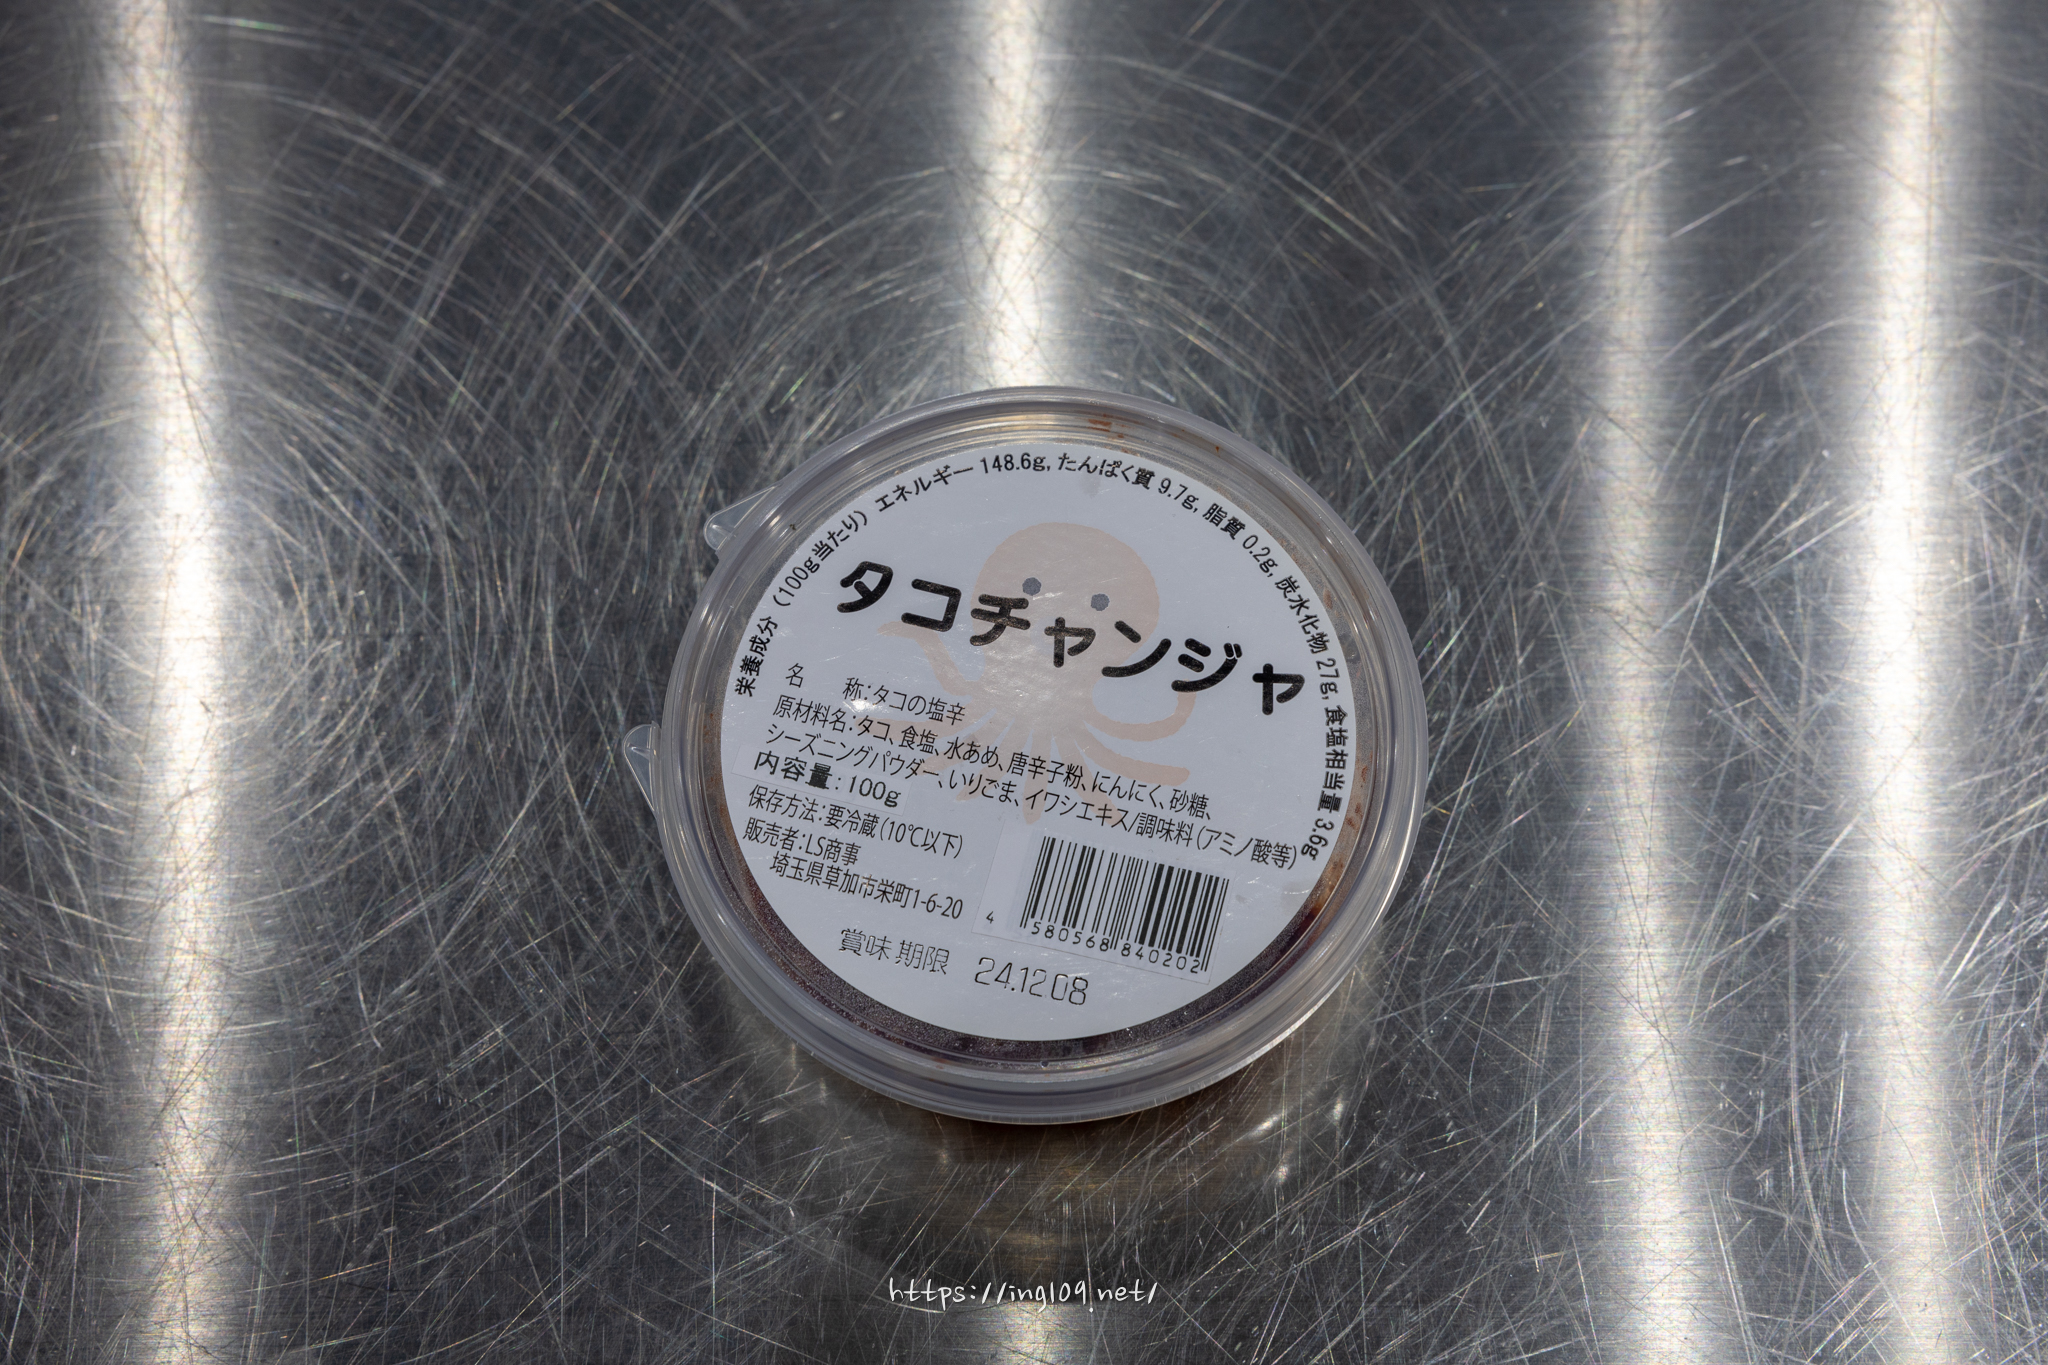 栄養成分（100g当たり）エネルギー 148.6g, たんぱく質 9.7g, 脂質 0.2g, 炭水化物 27g, 食塩相当量 3.6g
タコチャンジャ
名　　称：タコの塩辛
原材料名：タコ、食塩、水あめ、唐辛子粉、にんにく、砂糖、
シーズニングパウダー、いりごま、イワシエキス/調味料（アミノ酸等）
内容量：100g
保存方法：要冷蔵（10℃以下）
販売者：LS商事
埼玉県草加市栄町1-6-20
4 580568 840202
賞味期限 24.12.08
https://ing109.net/